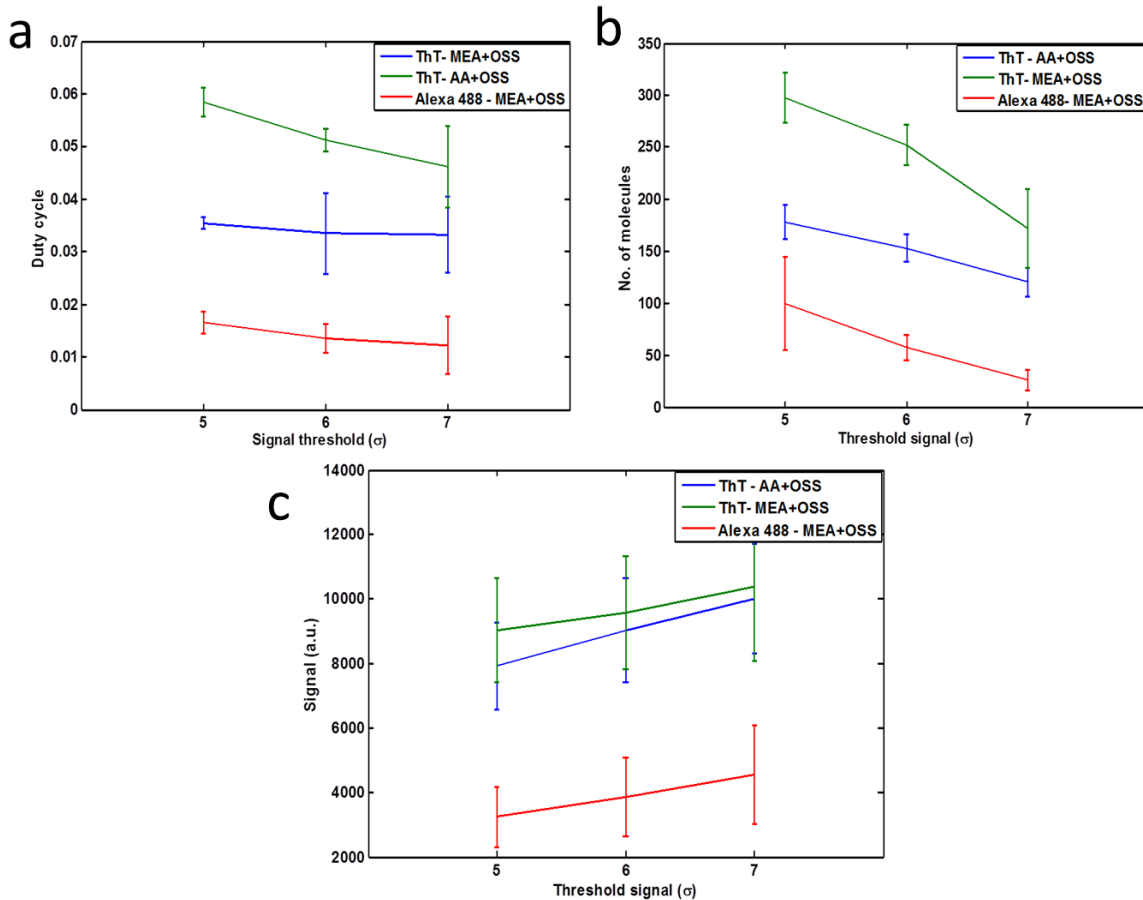 a
0.07
0.06
0.05
0.04
0.03
0.02
0.01
0
Duty cycle
5 6 7
Signal threshold (σ)
ThT- MEA+OSS
ThT- AA+OSS
Alexa 488 - MEA+OSS
b
350
300
250
200
150
100
50
0
No. of molecules
5 6 7
Threshold signal (σ)
ThT - AA+OSS
ThT- MEA+OSS
Alexa 488- MEA+OSS
c
14000
12000
10000
8000
6000
4000
2000
Signal (a.u.)
5 6 7
Threshold signal (σ)
ThT - AA+OSS
ThT- MEA+OSS
Alexa 488 - MEA+OSS